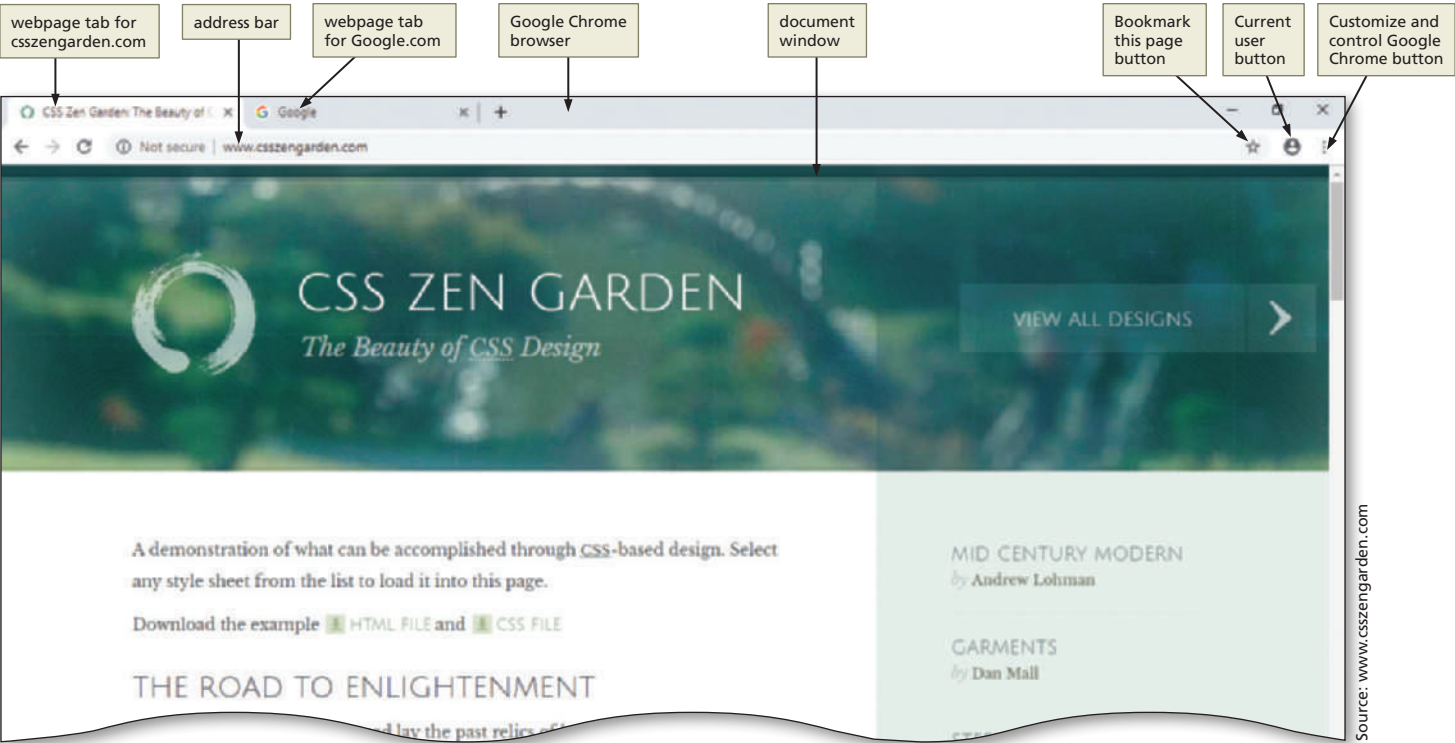 webpage tab for
csszengarden.com
address bar
webpage tab
for Google.com
Google Chrome
browser
document
window
Bookmark
this page
button
Current
user
button
Customize and
control Google
Chrome button
CSS Zen Garden: The Beauty of
Google
Not secure | www.csszengarden.com
CSS ZEN GARDEN
The Beauty of CSS Design
VIEW ALL DESIGNS
A demonstration of what can be accomplished through CSS-based design. Select
any style sheet from the list to load it into this page.
Download the example HTML FILE and CSS FILE
THE ROAD TO ENLIGHTENMENT
lay the past relics of
MID CENTURY MODERN
by Andrew Lohman
GARMENTS
by Dan Mall
Source: www.csszengarden.com